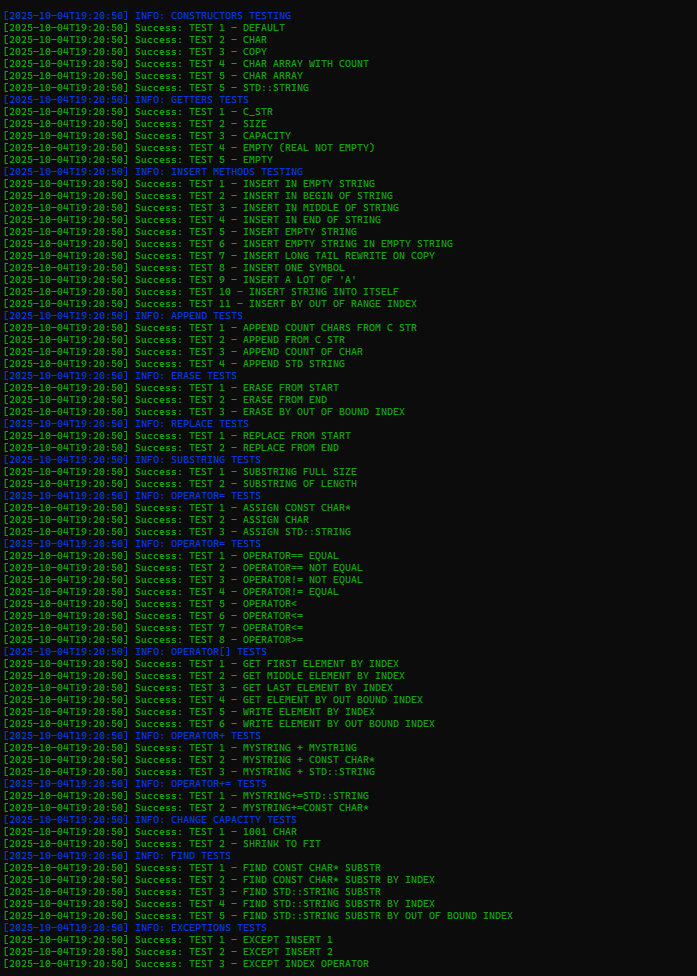 [2025-10-04T19:20:50] INFO: CONSTRUCTORS TESTING
[2025-10-04T19:20:50] Success: TEST 1 - DEFAULT
[2025-10-04T19:20:50] Success: TEST 2 - CHAR
[2025-10-04T19:20:50] Success: TEST 3 - COPY
[2025-10-04T19:20:50] Success: TEST 4 - CHAR ARRAY WITH COUNT
[2025-10-04T19:20:50] Success: TEST 5 - CHAR ARRAY
[2025-10-04T19:20:50] Success: TEST 5 - STD::STRING
[2025-10-04T19:20:50] INFO: GETTERS TESTS
[2025-10-04T19:20:50] Success: TEST 1 - C_STR
[2025-10-04T19:20:50] Success: TEST 2 - SIZE
[2025-10-04T19:20:50] Success: TEST 3 - CAPACITY
[2025-10-04T19:20:50] Success: TEST 4 - EMPTY (REAL NOT EMPTY)
[2025-10-04T19:20:50] Success: TEST 5 - EMPTY
[2025-10-04T19:20:50] INFO: INSERT METHODS TESTING
[2025-10-04T19:20:50] Success: TEST 1 - INSERT IN EMPTY STRING
[2025-10-04T19:20:50] Success: TEST 2 - INSERT IN BEGIN OF STRING
[2025-10-04T19:20:50] Success: TEST 3 - INSERT IN MIDDLE OF STRING
[2025-10-04T19:20:50] Success: TEST 4 - INSERT IN END OF STRING
[2025-10-04T19:20:50] Success: TEST 5 - INSERT EMPTY STRING
[2025-10-04T19:20:50] Success: TEST 6 - INSERT EMPTY STRING IN EMPTY STRING
[2025-10-04T19:20:50] Success: TEST 7 - INSERT LONG TAIL REWRITE ON COPY
[2025-10-04T19:20:50] Success: TEST 8 - INSERT ONE SYMBOL
[2025-10-04T19:20:50] Success: TEST 9 - INSERT A LOT OF 'A'
[2025-10-04T19:20:50] Success: TEST 10 - INSERT STRING INTO ITSELF
[2025-10-04T19:20:50] Success: TEST 11 - INSERT BY OUT OF RANGE INDEX
[2025-10-04T19:20:50] INFO: APPEND TESTS
[2025-10-04T19:20:50] Success: TEST 1 - APPEND COUNT CHARS FROM C STR
[2025-10-04T19:20:50] Success: TEST 2 - APPEND FROM C STR
[2025-10-04T19:20:50] Success: TEST 3 - APPEND COUNT OF CHAR
[2025-10-04T19:20:50] Success: TEST 4 - APPEND STD STRING
[2025-10-04T19:20:50] INFO: ERASE TESTS
[2025-10-04T19:20:50] Success: TEST 1 - ERASE FROM START
[2025-10-04T19:20:50] Success: TEST 2 - ERASE FROM END
[2025-10-04T19:20:50] Success: TEST 3 - ERASE BY OUT OF BOUND INDEX
[2025-10-04T19:20:50] INFO: REPLACE TESTS
[2025-10-04T19:20:50] Success: TEST 1 - REPLACE FROM START
[2025-10-04T19:20:50] Success: TEST 2 - REPLACE FROM END
[2025-10-04T19:20:50] INFO: SUBSTRING TESTS
[2025-10-04T19:20:50] Success: TEST 1 - SUBSTRING FULL SIZE
[2025-10-04T19:20:50] Success: TEST 2 - SUBSTRING OF LENGTH
[2025-10-04T19:20:50] INFO: OPERATOR= TESTS
[2025-10-04T19:20:50] Success: TEST 1 - ASSIGN CONST CHAR*
[2025-10-04T19:20:50] Success: TEST 2 - ASSIGN CHAR
[2025-10-04T19:20:50] Success: TEST 3 - ASSIGN STD::STRING
[2025-10-04T19:20:50] INFO: OPERATOR= TESTS
[2025-10-04T19:20:50] Success: TEST 1 - OPERATOR== EQUAL
[2025-10-04T19:20:50] Success: TEST 2 - OPERATOR== NOT EQUAL
[2025-10-04T19:20:50] Success: TEST 3 - OPERATOR!= NOT EQUAL
[2025-10-04T19:20:50] Success: TEST 4 - OPERATOR!= EQUAL
[2025-10-04T19:20:50] Success: TEST 5 - OPERATOR<
[2025-10-04T19:20:50] Success: TEST 6 - OPERATOR<=
[2025-10-04T19:20:50] Success: TEST 7 - OPERATOR<=
[2025-10-04T19:20:50] Success: TEST 8 - OPERATOR>=
[2025-10-04T19:20:50] INFO: OPERATOR[] TESTS
[2025-10-04T19:20:50] Success: TEST 1 - GET FIRST ELEMENT BY INDEX
[2025-10-04T19:20:50] Success: TEST 2 - GET MIDDLE ELEMENT BY INDEX
[2025-10-04T19:20:50] Success: TEST 3 - GET LAST ELEMENT BY INDEX
[2025-10-04T19:20:50] Success: TEST 4 - GET ELEMENT BY OUT BOUND INDEX
[2025-10-04T19:20:50] Success: TEST 5 - WRITE ELEMENT BY INDEX
[2025-10-04T19:20:50] Success: TEST 6 - WRITE ELEMENT BY OUT BOUND INDEX
[2025-10-04T19:20:50] INFO: OPERATOR+ TESTS
[2025-10-04T19:20:50] Success: TEST 1 - MYSTRING + MYSTRING
[2025-10-04T19:20:50] Success: TEST 2 - MYSTRING + CONST CHAR*
[2025-10-04T19:20:50] Success: TEST 3 - MYSTRING + STD::STRING
[2025-10-04T19:20:50] INFO: OPERATOR+= TESTS
[2025-10-04T19:20:50] Success: TEST 1 - MYSTRING+=STD::STRING
[2025-10-04T19:20:50] Success: TEST 2 - MYSTRING+=CONST CHAR*
[2025-10-04T19:20:50] INFO: CHANGE CAPACITY TESTS
[2025-10-04T19:20:50] Success: TEST 1 - 1001 CHAR
[2025-10-04T19:20:50] Success: TEST 2 - SHRINK TO FIT
[2025-10-04T19:20:50] INFO: FIND TESTS
[2025-10-04T19:20:50] Success: TEST 1 - FIND CONST CHAR* SUBSTR
[2025-10-04T19:20:50] Success: TEST 2 - FIND CONST CHAR* SUBSTR BY INDEX
[2025-10-04T19:20:50] Success: TEST 3 - FIND STD::STRING SUBSTR
[2025-10-04T19:20:50] Success: TEST 4 - FIND STD::STRING SUBSTR BY INDEX
[2025-10-04T19:20:50] Success: TEST 5 - FIND STD::STRING SUBSTR BY OUT OF BOUND INDEX
[2025-10-04T19:20:50] INFO: EXCEPTIONS TESTS
[2025-10-04T19:20:50] Success: TEST 1 - EXCEPT INSERT 1
[2025-10-04T19:20:50] Success: TEST 2 - EXCEPT INSERT 2
[2025-10-04T19:20:50] Success: TEST 3 - EXCEPT INDEX OPERATOR